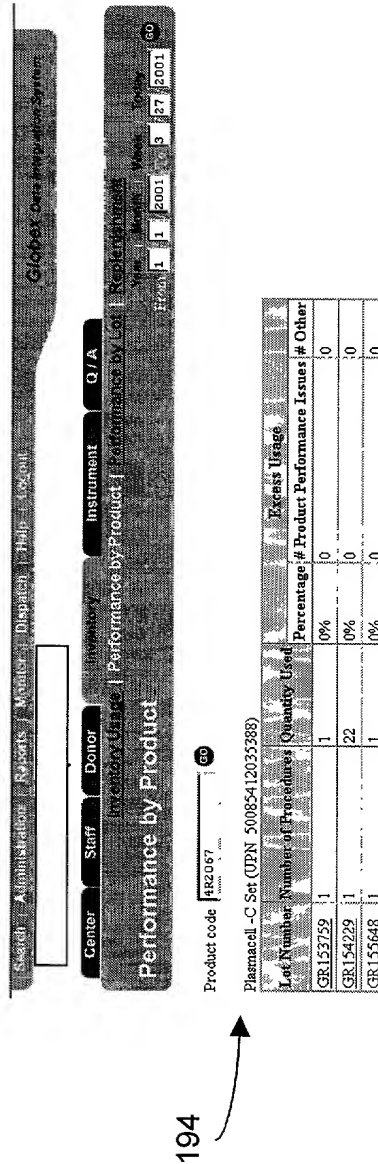 Search | Administration | Reports | Monitor | Dispatch | Help | Logout
Globex Data Integration System
Center Staff Donor Inventory Instrument Q / A
Inventory Usage | Performance by Product | Performance by Lot | Replenishment
Performance by Product
Year | Month | Week | Today
From 1 1 2001 To 3 27 2001 GO
Product code 4R2067 GO
194
Plasmacell -C Set (UPN 50085412035388)
Excess Usage
Lot Number Number of Procedures Quantity Used Percentage # Product Performance Issues # Other
GR153759 1 1 0% 0 0
GR154229 1 22 0% 0 0
GR155648 1 1 0% 0 0